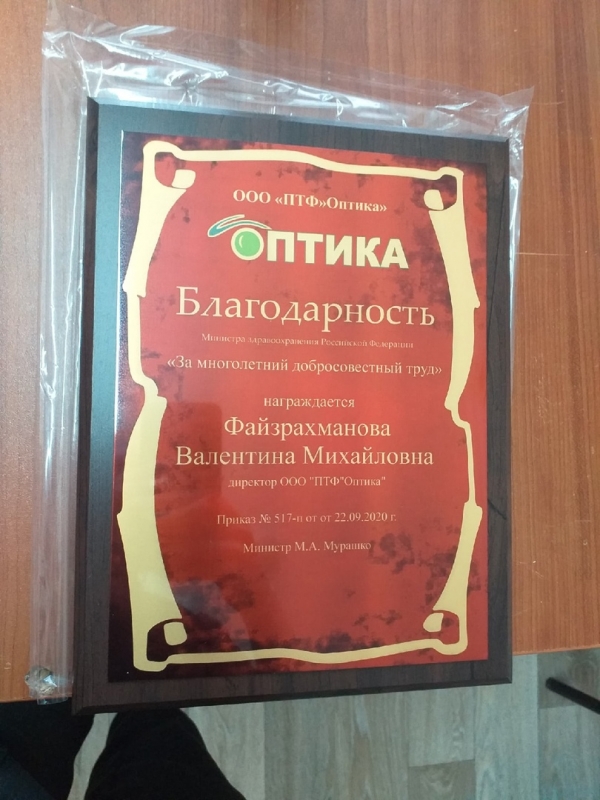 ООО «ПТФ»Оптика»
ОПТИКА
Благодарность
Министра здравоохранения Российской Федерации
«За многолетний добросовестный труд»
награждается
Файзрахманова
Валентина Михайловна
директор ООО "ПТФ"Оптика"
Приказ № 517-п от от 22.09.2020 г.
Министр М.А. Мурашко